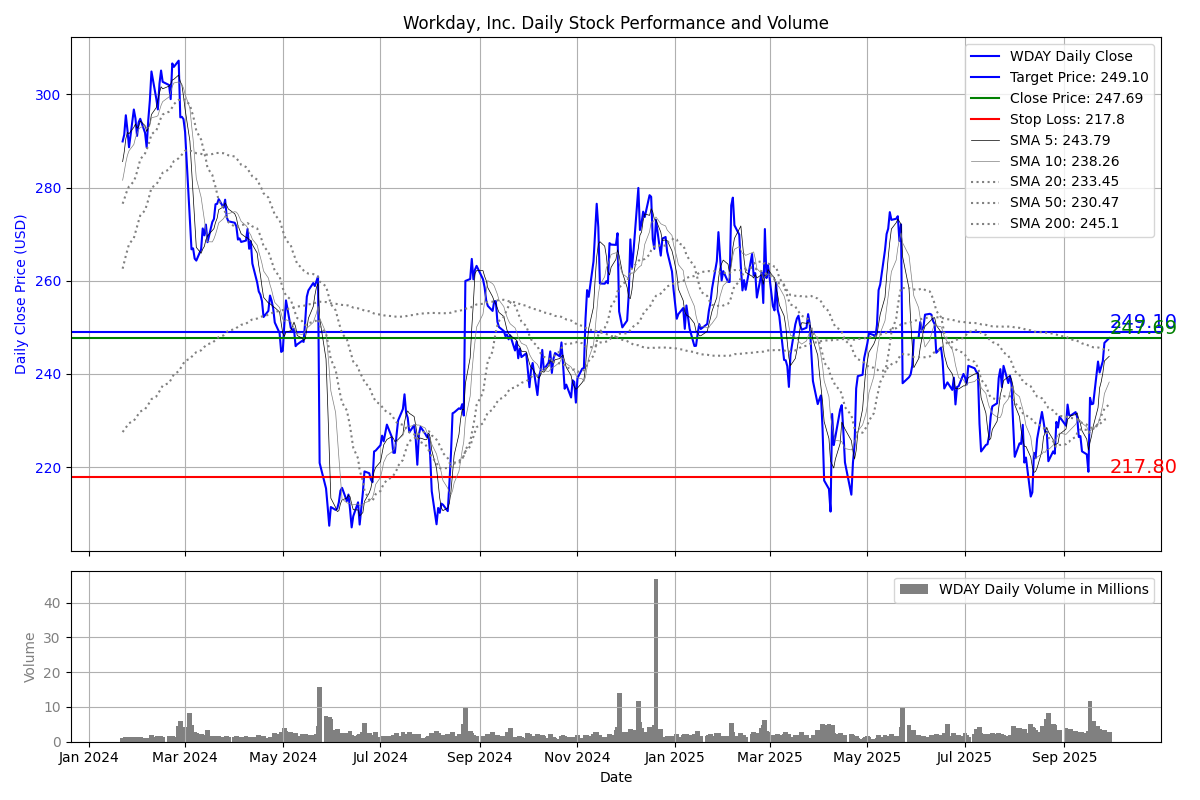 Workday, Inc. Daily Stock Performance and Volume
Daily Close Price (USD)
300
280
260
240
220
WDAY Daily Close
Target Price: 249.10
Close Price: 247.69
Stop Loss: 217.8
SMA 5: 243.79
SMA 10: 238.26
SMA 20: 233.45
SMA 50: 230.47
SMA 200: 245.1
249.10
247.69
217.80
Volume
40
30
20
10
0
WDAY Daily Volume in Millions
Jan 2024 Mar 2024 May 2024 Jul 2024 Sep 2024 Nov 2024 Jan 2025 Mar 2025 May 2025 Jul 2025 Sep 2025
Date